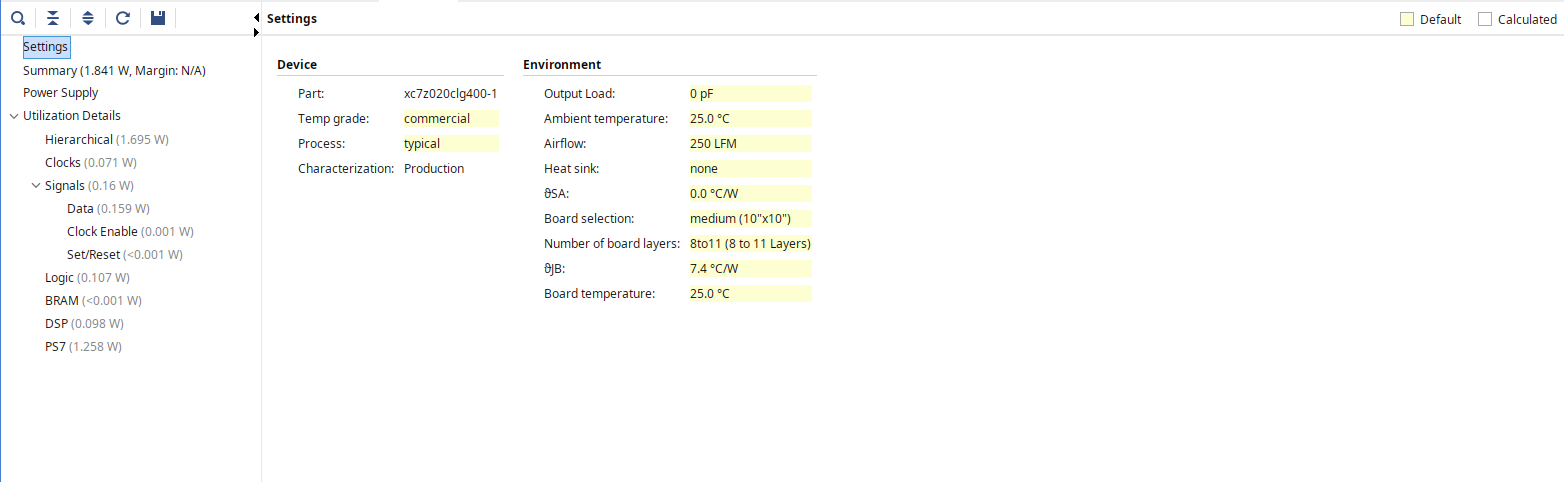 Settings
Default
Calculated
Settings
Summary (1.841 W, Margin: N/A)
Power Supply
Utilization Details
Hierarchical (1.695 W)
Clocks (0.071 W)
Signals (0.16 W)
Data (0.159 W)
Clock Enable (0.001 W)
Set/Reset (<0.001 W)
Logic (0.107 W)
BRAM (<0.001 W)
DSP (0.098 W)
PS7 (1.258 W)
Device
Part: xc7z020clg400-1
Temp grade: commercial
Process: typical
Characterization: Production
Environment
Output Load: 0 pF
Ambient temperature: 25.0 °C
Airflow: 250 LFM
Heat sink: none
ϑSA: 0.0 °C/W
Board selection: medium (10"x10")
Number of board layers: 8to11 (8 to 11 Layers)
ϑJB: 7.4 °C/W
Board temperature: 25.0 °C